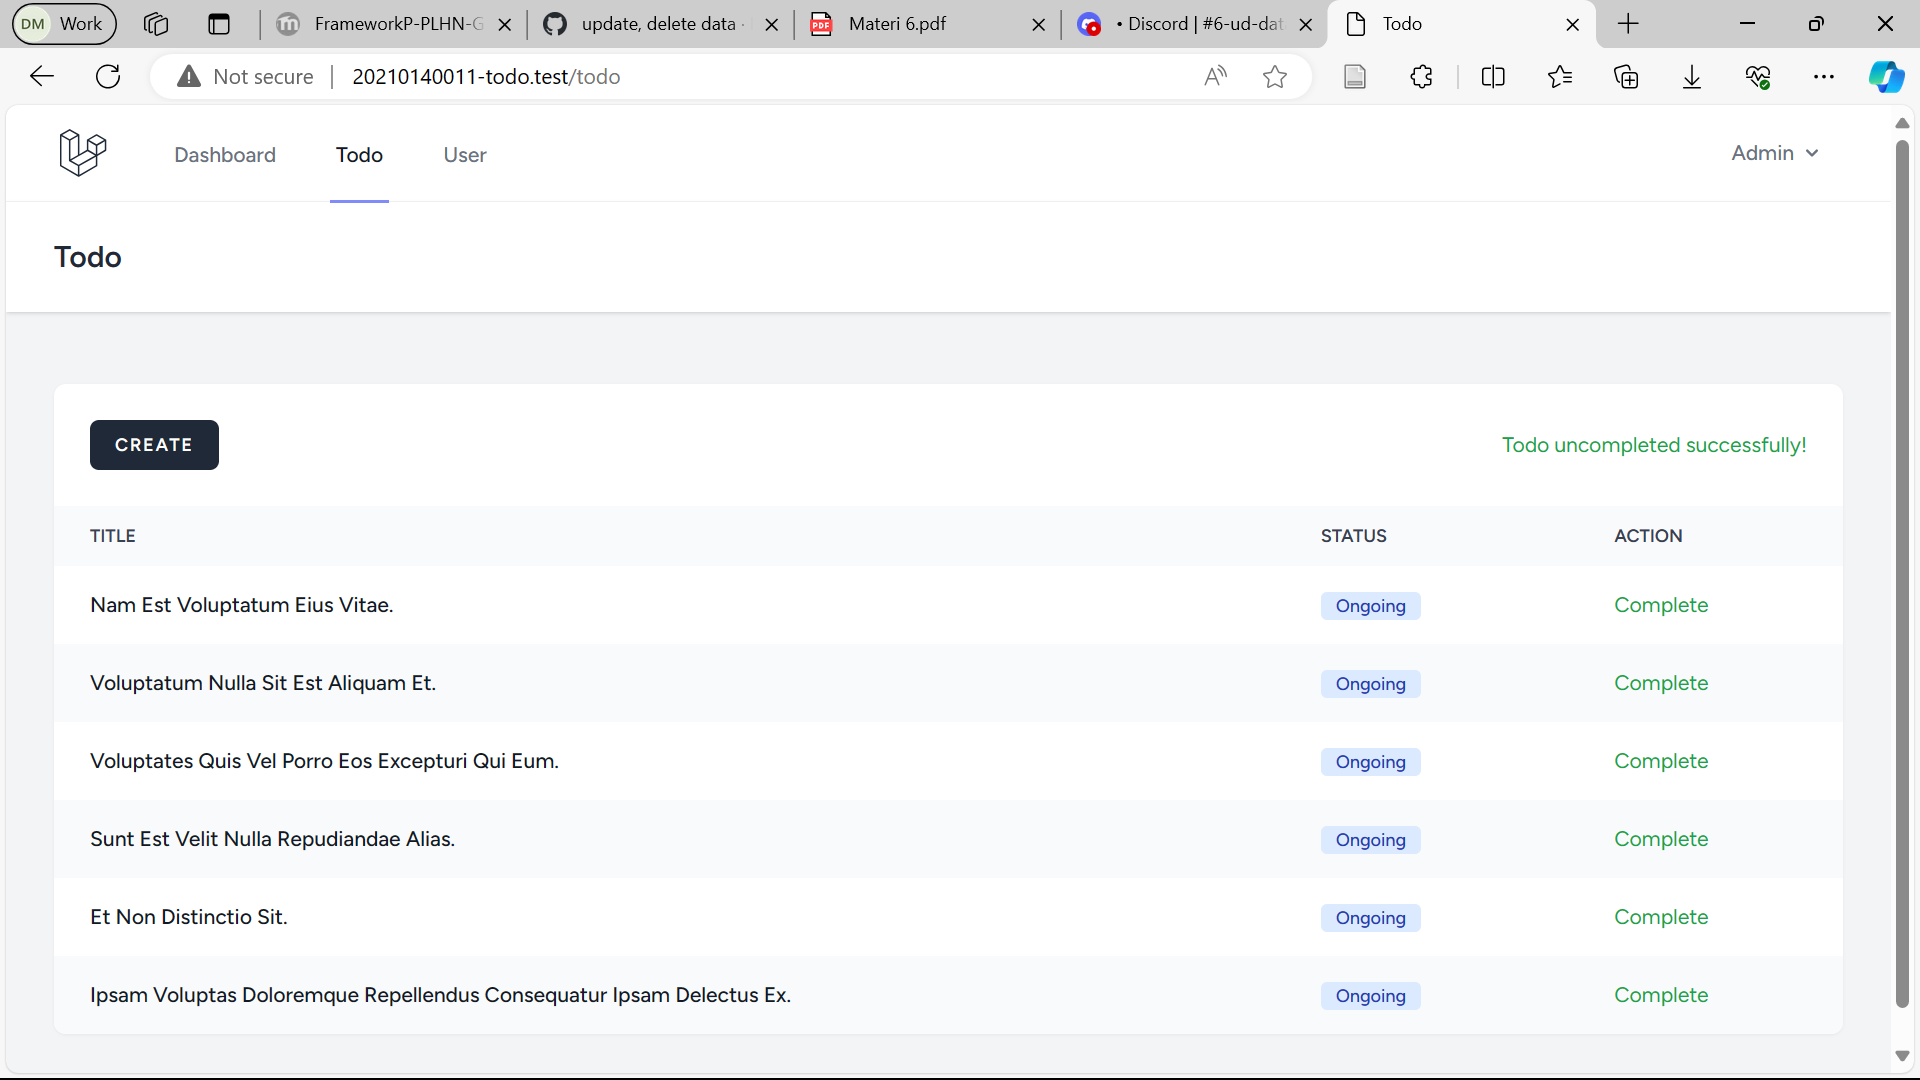 DM Work
FrameworkP-PLHN-G
update, delete data ·
Materi 6.pdf
• Discord | #6-ud-dat
Todo
Not secure
20210140011-todo.test/todo
Dashboard
Todo
User
Admin
Todo
CREATE
Todo uncompleted successfully!
TITLE STATUS ACTION
Nam Est Voluptatum Eius Vitae. Ongoing Complete
Voluptatum Nulla Sit Est Aliquam Et. Ongoing Complete
Voluptates Quis Vel Porro Eos Excepturi Qui Eum. Ongoing Complete
Sunt Est Velit Nulla Repudiandae Alias. Ongoing Complete
Et Non Distinctio Sit. Ongoing Complete
Ipsam Voluptas Doloremque Repellendus Consequatur Ipsam Delectus Ex. Ongoing Complete